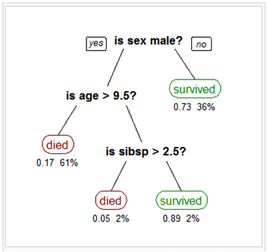 yes is sex male? no
is age > 9.5? survived
0.73 36%
died is sibsp > 2.5?
0.17 61%
died survived
0.05 2% 0.89 2%